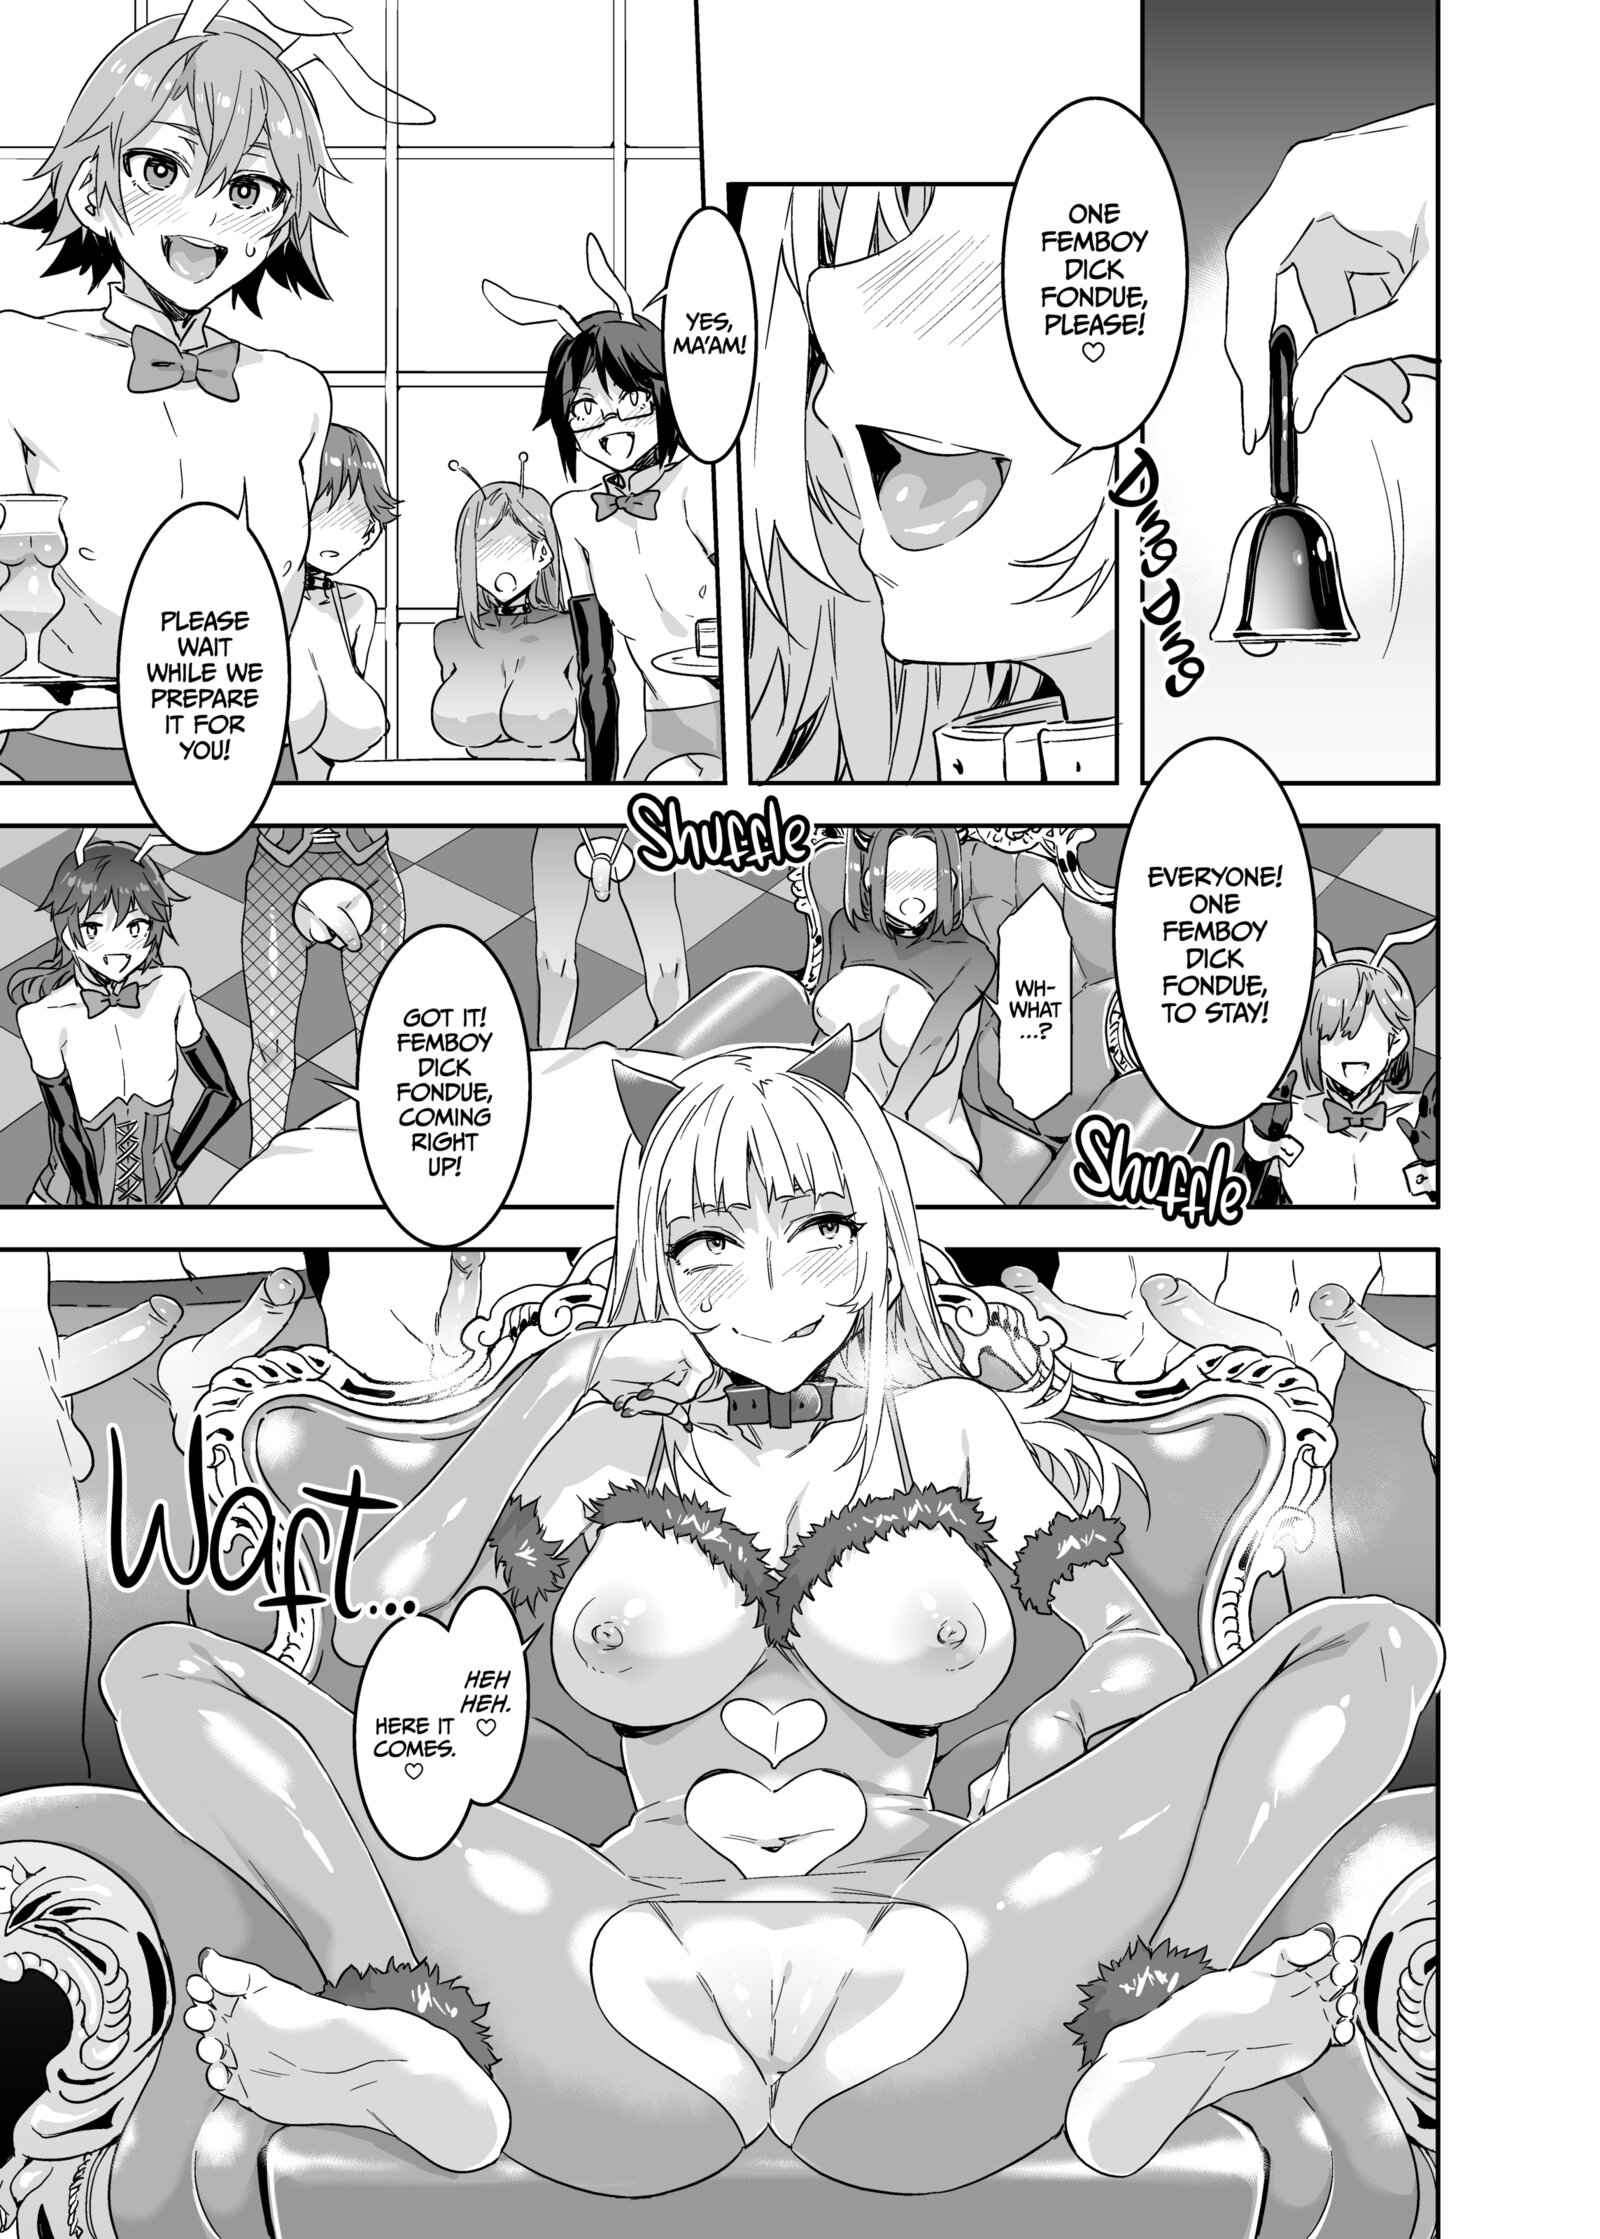 ONE
FEMBOY
DICK
FONDUE,
PLEASE!
♡
Ding Ding
YES,
MA'AM!
PLEASE
WAIT
WHILE WE
PREPARE
IT FOR
YOU!
EVERYONE!
ONE
FEMBOY
DICK
FONDUE,
TO STAY!
Shuffle
WH-
WHAT
...?
Shuffle
GOT IT!
FEMBOY
DICK
FONDUE,
COMING
RIGHT
UP!
Waft...
HEH
HEH.
♡
HERE IT
COMES.
♡